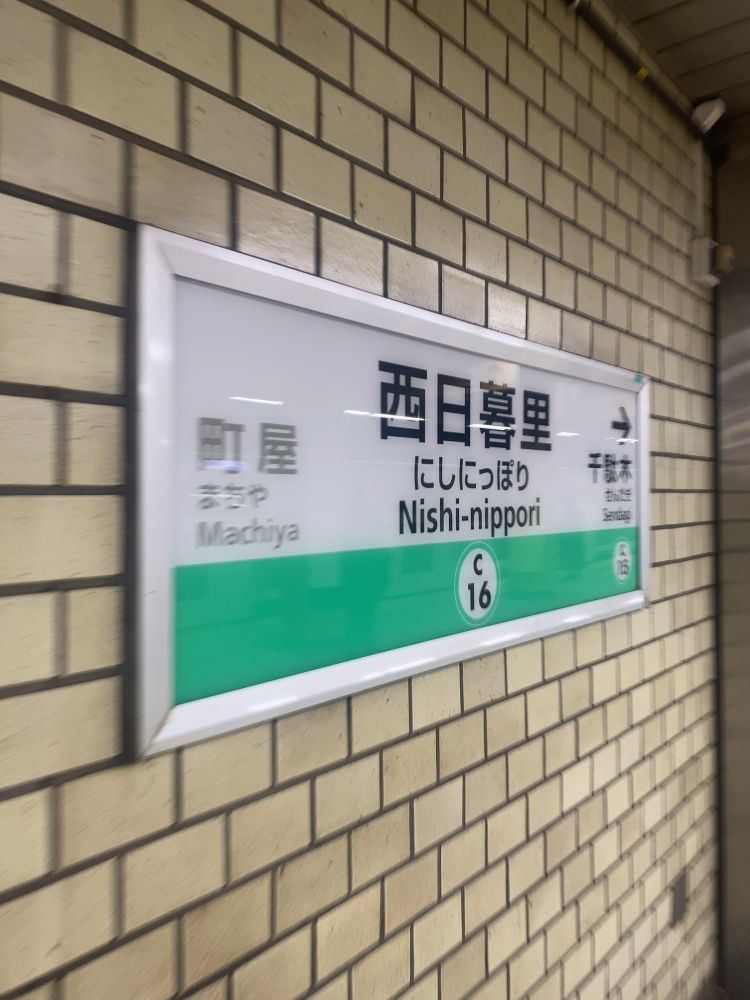 町屋
まちや
Machiya
西日暮里
にしにっぽり
Nishi-nippori
C
16
→
千駄木
せんだぎ
Sendagi
C
15